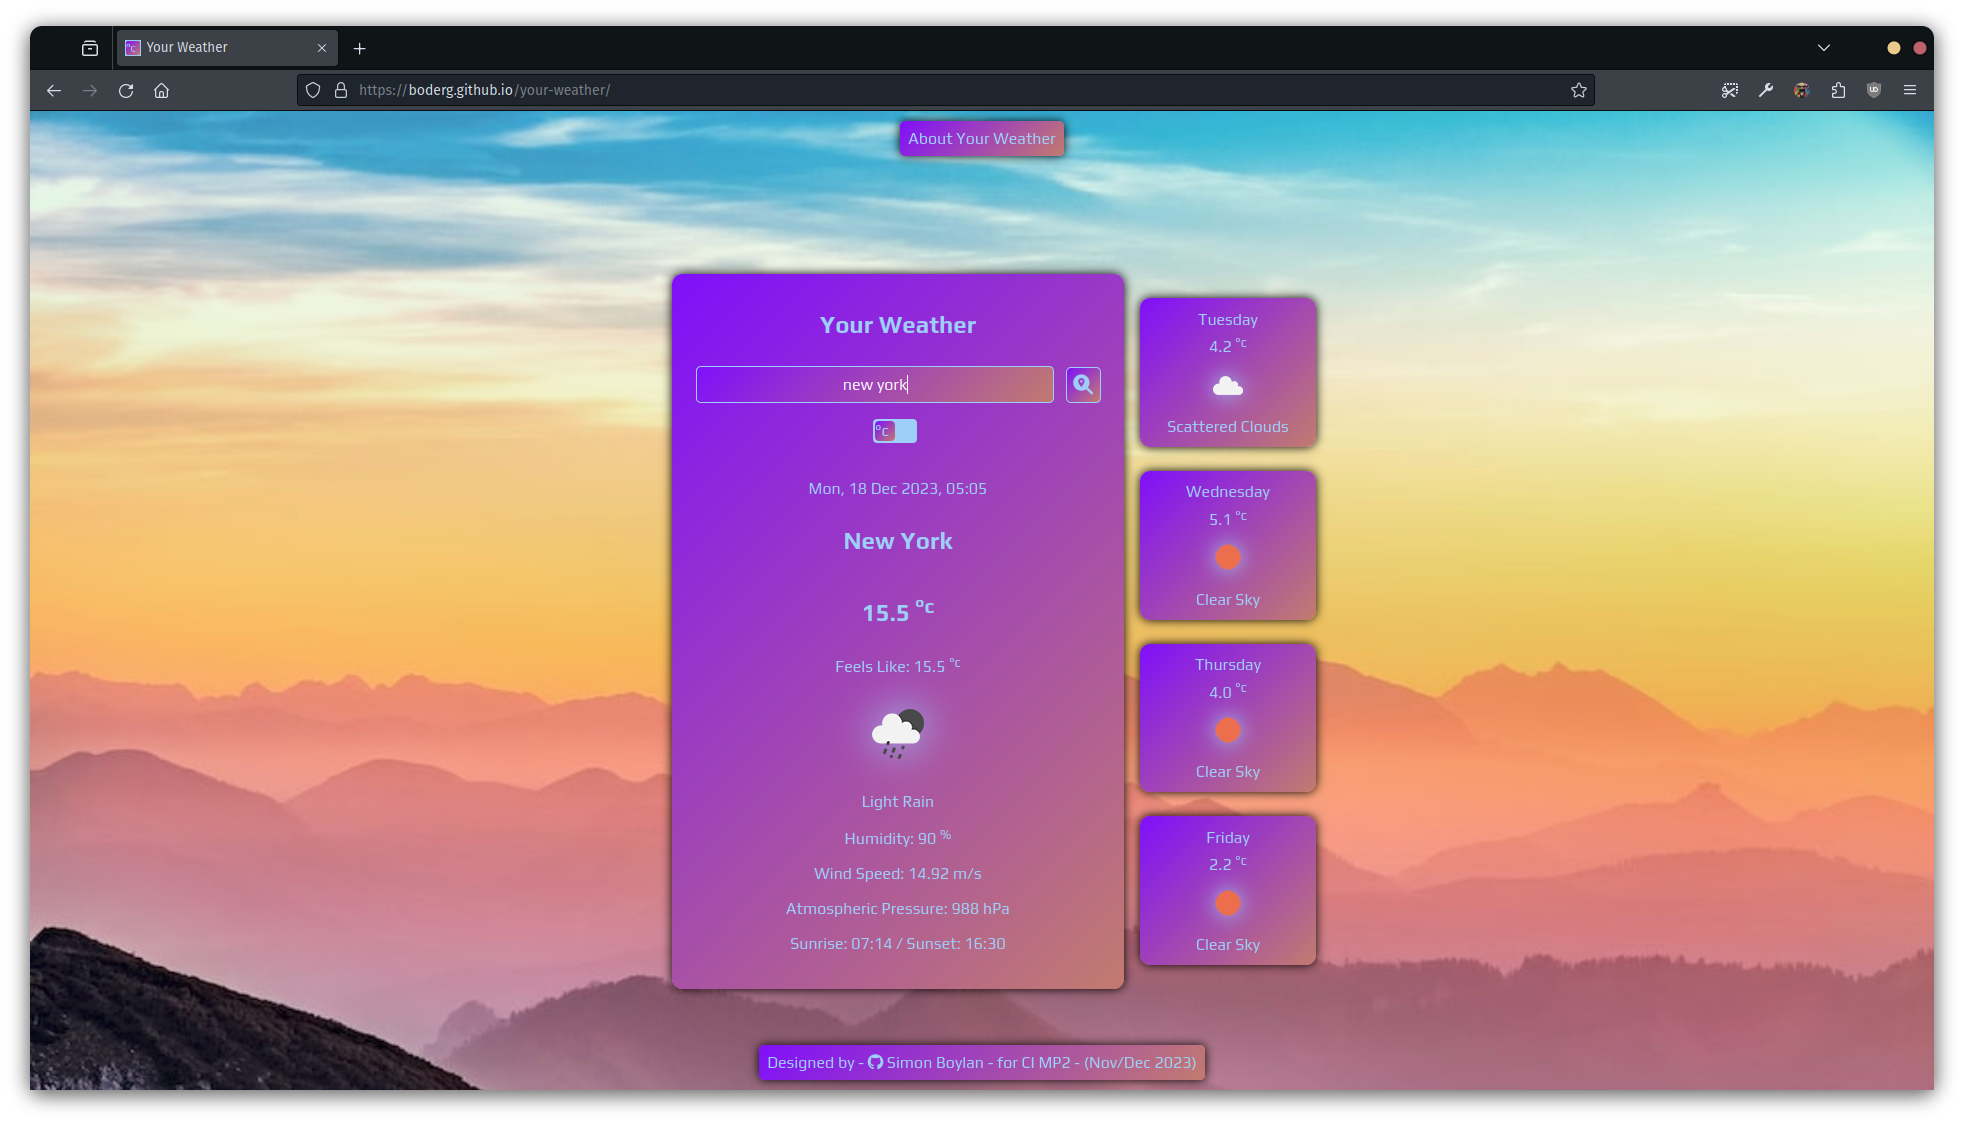 Your Weather
https://boderg.github.io/your-weather/
About Your Weather
Your Weather
new york
°C
Mon, 18 Dec 2023, 05:05
New York
15.5 °C
Feels Like: 15.5 °C
Light Rain
Humidity: 90 %
Wind Speed: 14.92 m/s
Atmospheric Pressure: 988 hPa
Sunrise: 07:14 / Sunset: 16:30
Tuesday
4.2 °C
Scattered Clouds
Wednesday
5.1 °C
Clear Sky
Thursday
4.0 °C
Clear Sky
Friday
2.2 °C
Clear Sky
Designed by - Simon Boylan - for CI MP2 - (Nov/Dec 2023)